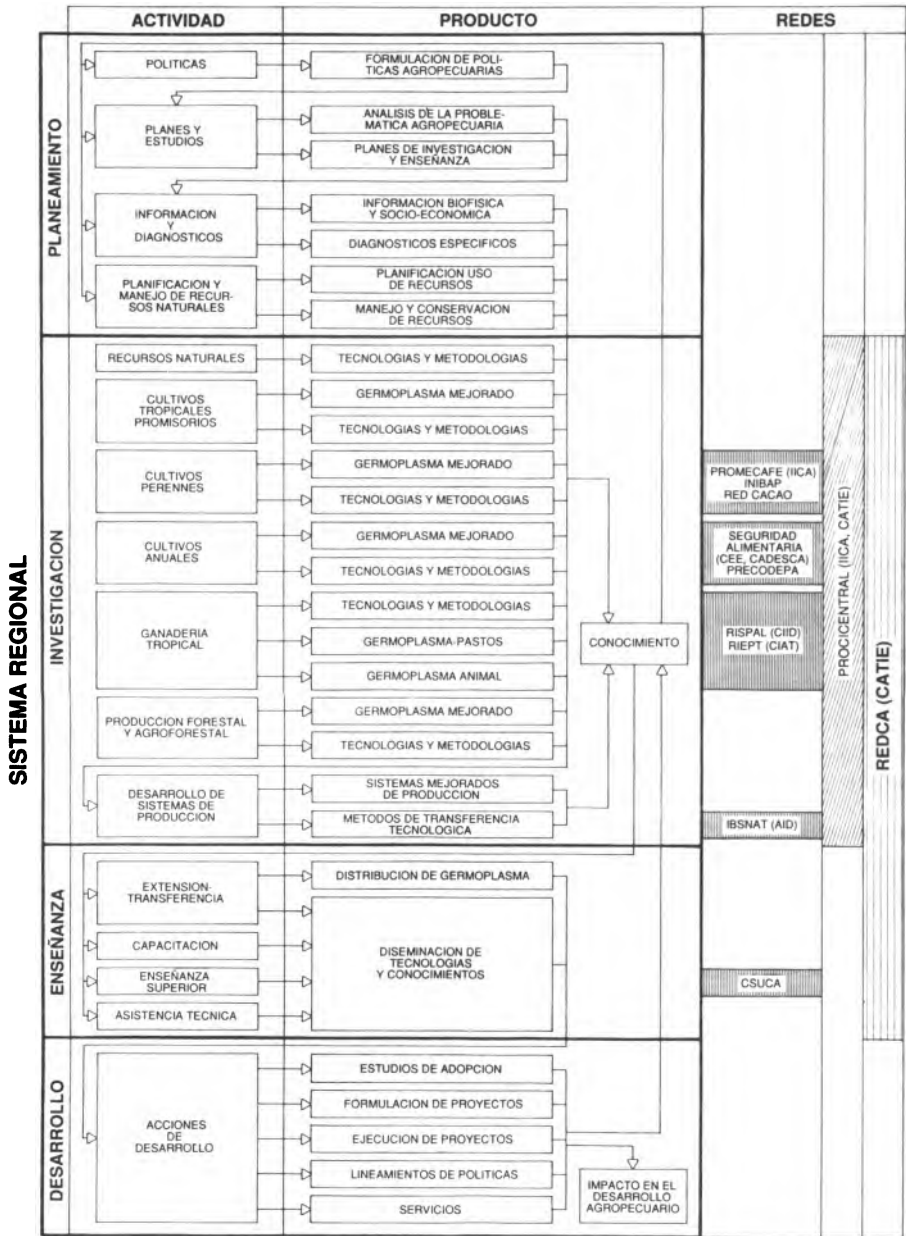 ACTIVIDAD
PRODUCTO
REDES
SISTEMA REGIONAL
PLANEAMIENTO
POLITICAS
FORMULACION DE POLI-
TICAS AGROPECUARIAS
PLANES Y
ESTUDIOS
ANALISIS DE LA PROBLE-
MATICA AGROPECUARIA
PLANES DE INVESTIGACION
Y ENSEÑANZA
INFORMACION
Y
DIAGNOSTICOS
INFORMACION BIOFISICA
Y SOCIO-ECONOMICA
DIAGNOSTICOS ESPECIFICOS
PLANIFICACION Y
MANEJO DE RECUR-
SOS NATURALES
PLANIFICACION USO
DE RECURSOS
MANEJO Y CONSERVACION
DE RECURSOS
INVESTIGACION
RECURSOS NATURALES
TECNOLOGIAS Y METODOLOGIAS
CULTIVOS
TROPICALES
PROMISORIOS
GERMOPLASMA MEJORADO
TECNOLOGIAS Y METODOLOGIAS
CULTIVOS
PERENNES
GERMOPLASMA MEJORADO
TECNOLOGIAS Y METODOLOGIAS
CULTIVOS
ANUALES
GERMOPLASMA MEJORADO
TECNOLOGIAS Y METODOLOGIAS
GANADERIA
TROPICAL
TECNOLOGIAS Y METODOLOGIAS
GERMOPLASMA-PASTOS
GERMOPLASMA ANIMAL
PRODUCCION FORESTAL
Y AGROFORESTAL
GERMOPLASMA MEJORADO
TECNOLOGIAS Y METODOLOGIAS
DESARROLLO DE
SISTEMAS DE
PRODUCCION
SISTEMAS MEJORADOS
DE PRODUCCION
METODOS DE TRANSFERENCIA
TECNOLOGICA
CONOCIMIENTO
PROMECAFE (IICA)
INIBAP
RED CACAO
SEGURIDAD
ALIMENTARIA
(CEE, CADESCA)
PRECODEPA
RISPAL (CIID)
RIEPT (CIAT)
IBSNAT (AID)
PROCICENTRAL (IICA, CATIE)
REDCA (CATIE)
ENSEÑANZA
EXTENSION-
TRANSFERENCIA
DISTRIBUCION DE GERMOPLASMA
CAPACITACION
ENSEÑANZA
SUPERIOR
ASISTENCIA TECNICA
DISEMINACION DE
TECNOLOGIAS
Y CONOCIMIENTOS
CSUCA
DESARROLLO
ACCIONES
DE
DESARROLLO
ESTUDIOS DE ADOPCION
FORMULACION DE PROYECTOS
EJECUCION DE PROYECTOS
LINEAMIENTOS DE POLITICAS
SERVICIOS
IMPACTO EN EL
DESARROLLO
AGROPECUARIO